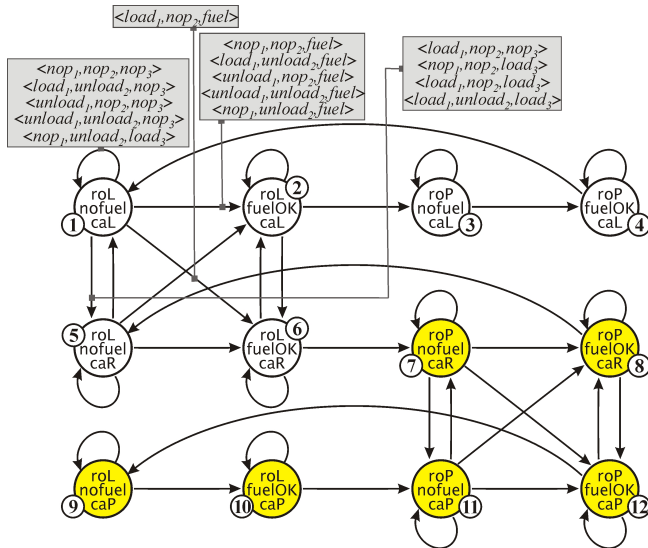 <load1,nop2,fuel>
<nop1,nop2,nop3>
<load1,unload2,nop3>
<unload1,nop2,nop3>
<unload1,unload2,nop3>
<nop1,unload2,load3>
<nop1,nop2,fuel>
<load1,unload2,fuel>
<unload1,nop2,fuel>
<unload1,unload2,fuel>
<nop1,unload2,fuel>
<load1,nop2,nop3>
<nop1,nop2,load3>
<load1,nop2,load3>
<load1,unload2,load3>
roL
nofuel
caL
1
roL
fuelOK
caL
2
roP
nofuel
caL
3
roP
fuelOK
caL
4
roL
nofuel
caR
5
roL
fuelOK
caR
6
roP
nofuel
caR
7
roP
fuelOK
caR
8
roL
nofuel
caP
9
roL
fuelOK
caP
10
roP
nofuel
caP
11
roP
fuelOK
caP
12